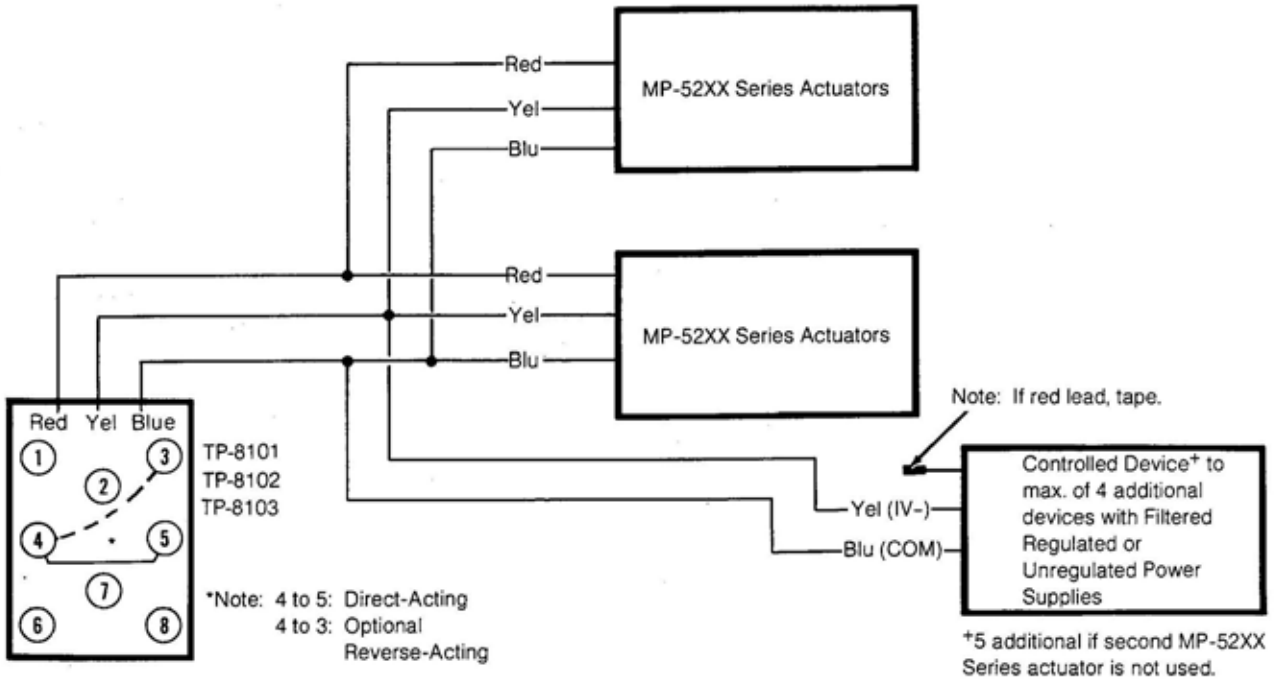 Red
Yel
Blu
MP-52XX Series Actuators
Red
Yel
Blu
MP-52XX Series Actuators
Red Yel Blue
1
2
3
4
*
5
6
7
8
TP-8101
TP-8102
TP-8103
*Note: 4 to 5: Direct-Acting
4 to 3: Optional
Reverse-Acting
Note: If red lead, tape.
Yel (IV-)
Blu (COM)
Controlled Device+ to
max. of 4 additional
devices with Filtered
Regulated or
Unregulated Power
Supplies
+5 additional if second MP-52XX
Series actuator is not used.